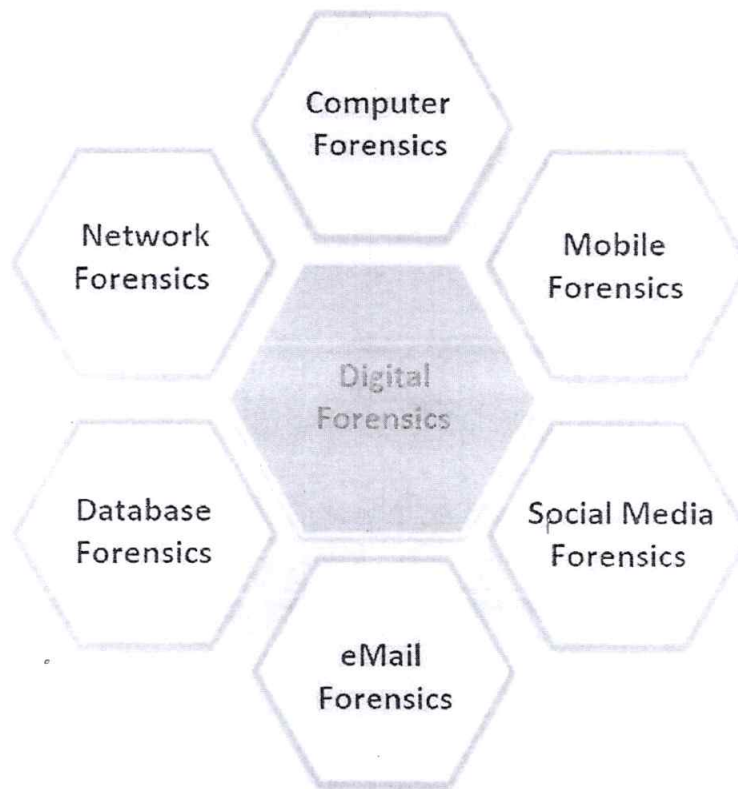 Computer
Forensics
Network
Forensics
Mobile
Forensics
Digital
Forensics
Database
Forensics
Social Media
Forensics
eMail
Forensics